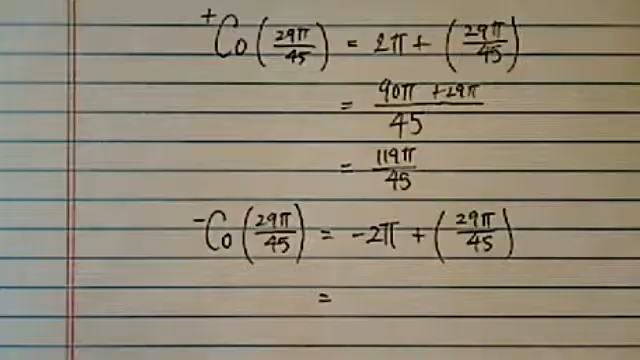 ⁺Co(29π/45) = 2π + (29π/45)
= (90π + 29π)/45
= 119π/45
⁻Co(29π/45) = -2π + (29π/45)
=